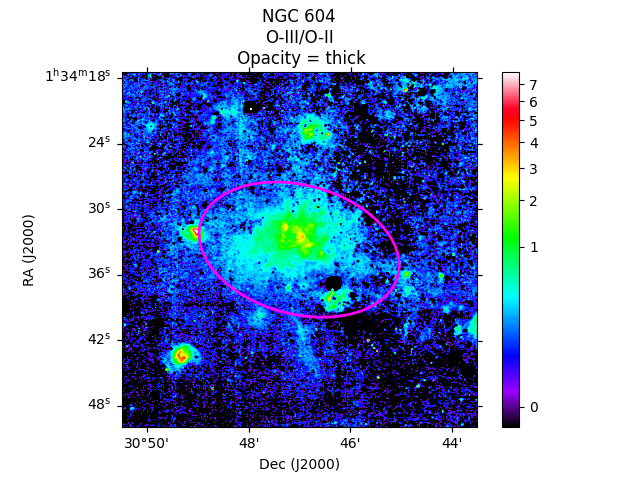 NGC 604
O-III/O-II
Opacity = thick
1ʰ34ᵐ18ˢ
24ˢ
30ˢ
36ˢ
42ˢ
48ˢ
RA (J2000)
30°50'
48'
46'
44'
Dec (J2000)
7
6
5
4
3
2
1
0